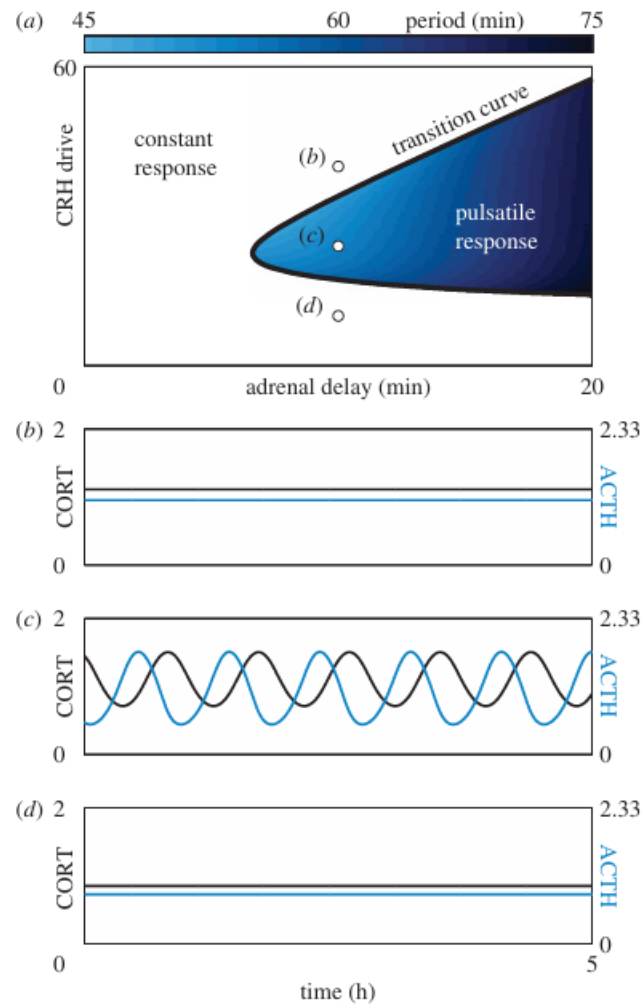 (a) 45 60 period (min) 75
60
CRH drive
constant
response
transition curve
(b)
(c)
pulsatile
response
(d)
0 adrenal delay (min) 20
(b) 2 2.33
CORT ACTH
0 0
(c) 2 2.33
CORT ACTH
0 0
(d) 2 2.33
CORT ACTH
0
0 5
time (h)